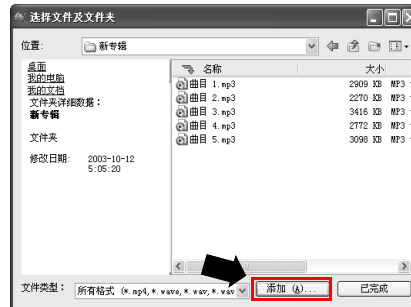 选择文件及文件夹
位置: 新专辑
桌面
我的电脑
我的文档
文件夹详细数据:
新专辑
文件夹
修改日期: 2003-10-12
5:05:20
名称 大小
曲目 1.mp3 2909 KB MP3
曲目 2.mp3 2270 KB MP3
曲目 3.mp3 3416 KB MP3
曲目 4.mp3 2772 KB MP3
曲目 5.mp3 3098 KB MP3
文件类型: 所有格式 (*.mp4,*.wave,*.wav,*.wav 添加 (A)... 已完成